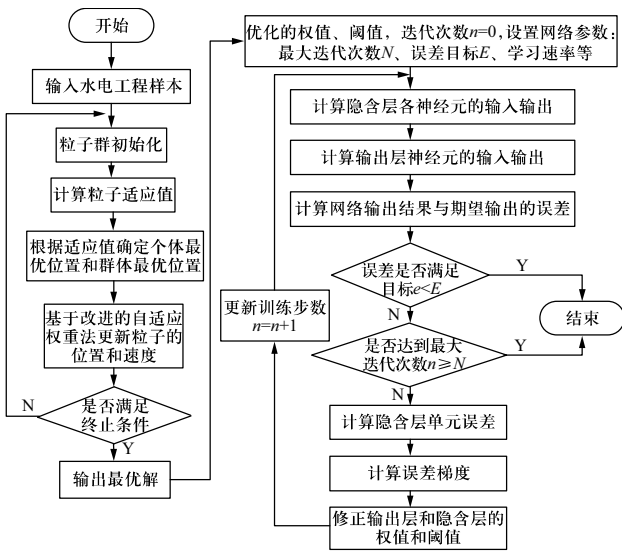 开始
输入水电工程样本
粒子群初始化
计算粒子适应值
根据适应值确定个体最
优位置和群体最优位置
基于改进的自适应
权重法更新粒子的
位置和速度
N
是否满足
终止条件
Y
输出最优解
优化的权值、阈值，迭代次数n=0,设置网络参数：
最大迭代次数N、误差目标E、学习速率等
计算隐含层各神经元的输入输出
计算输出层神经元的输入输出
计算网络输出结果与期望输出的误差
误差是否满足
目标e<E
Y
N
更新训练步数
n=n+1
结束
是否达到最大
迭代次数n≥N
Y
N
计算隐含层单元误差
计算误差梯度
修正输出层和隐含层的
权值和阈值